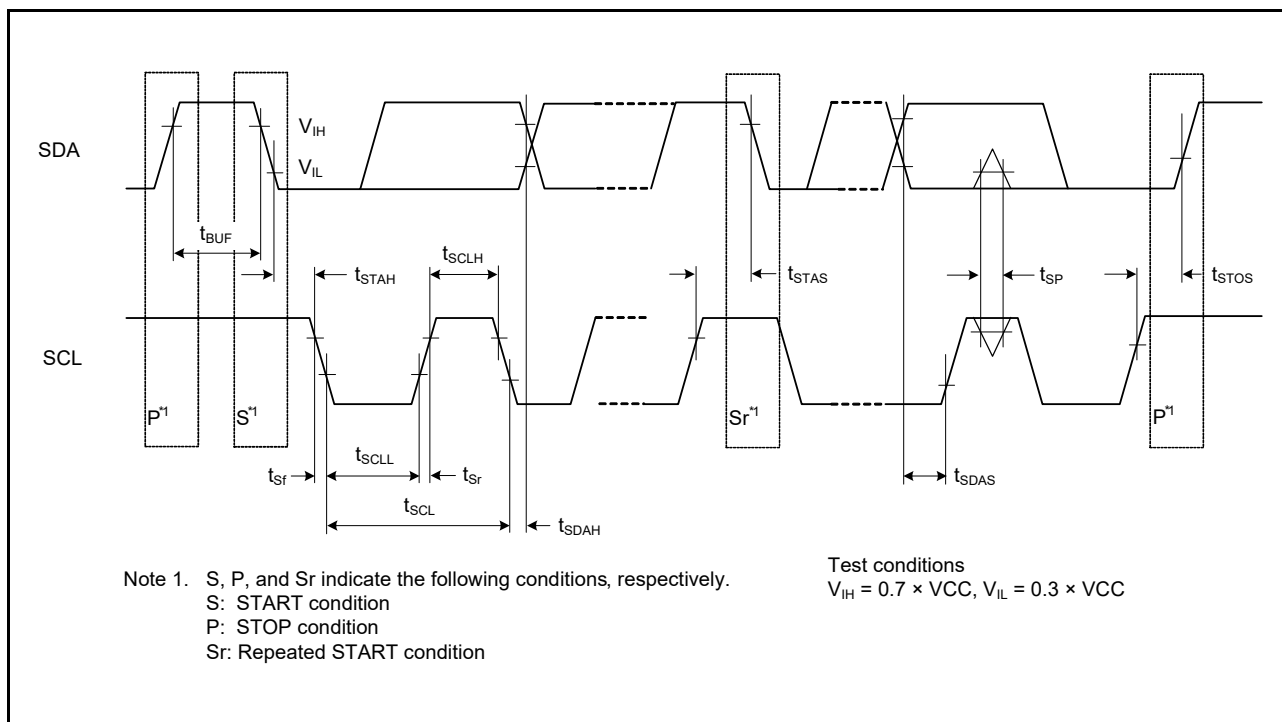 SDA
V_IH
V_IL
t_BUF
t_STAH
t_SCLH
t_STAS
t_SP
t_STOS
SCL
P*1
S*1
Sr*1
P*1
t_Sf
t_SCLL
t_Sr
t_SDAS
t_SCL
t_SDAH
Note 1. S, P, and Sr indicate the following conditions, respectively.
S: START condition
P: STOP condition
Sr: Repeated START condition
Test conditions
V_IH = 0.7 × VCC, V_IL = 0.3 × VCC